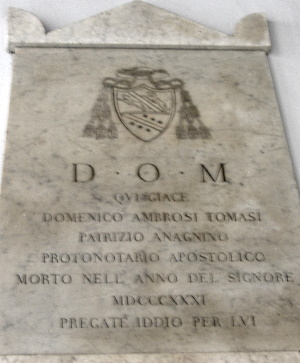 D · O · M
QVI GIACE
DOMENICO AMBROSI TOMASI
PATRIZIO ANAGNINO
PROTONOTARIO APOSTOLICO
MORTO NELL' ANNO DEL SIGNORE
MDCCCXXXI
PREGATE IDDIO PER LVI